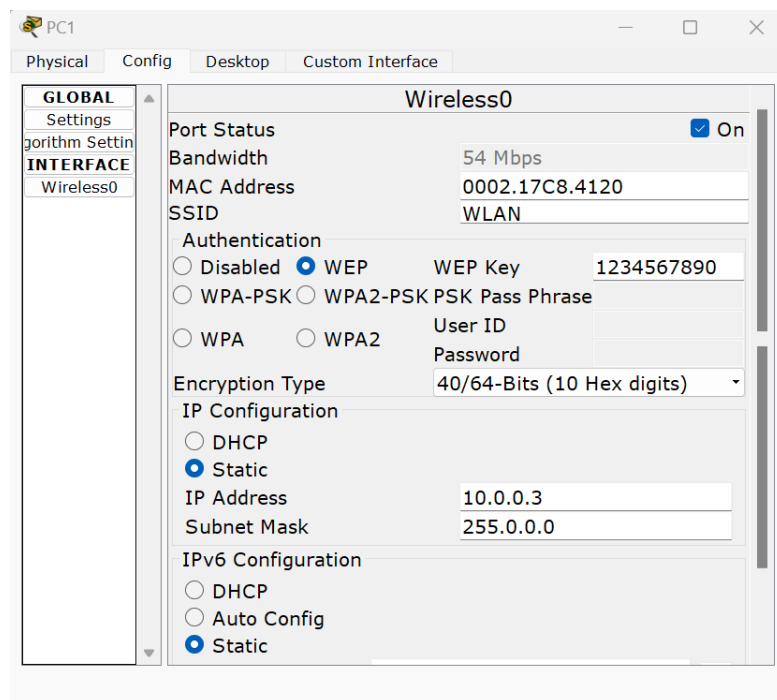 PC1
Physical Config Desktop Custom Interface
GLOBAL
Settings
gorithm Settin
INTERFACE
Wireless0
Wireless0
Port Status On
Bandwidth 54 Mbps
MAC Address 0002.17C8.4120
SSID WLAN
Authentication
Disabled WEP WEP Key 1234567890
WPA-PSK WPA2-PSK PSK Pass Phrase
User ID
WPA WPA2
Password
Encryption Type 40/64-Bits (10 Hex digits)
IP Configuration
DHCP
Static
IP Address 10.0.0.3
Subnet Mask 255.0.0.0
IPv6 Configuration
DHCP
Auto Config
Static